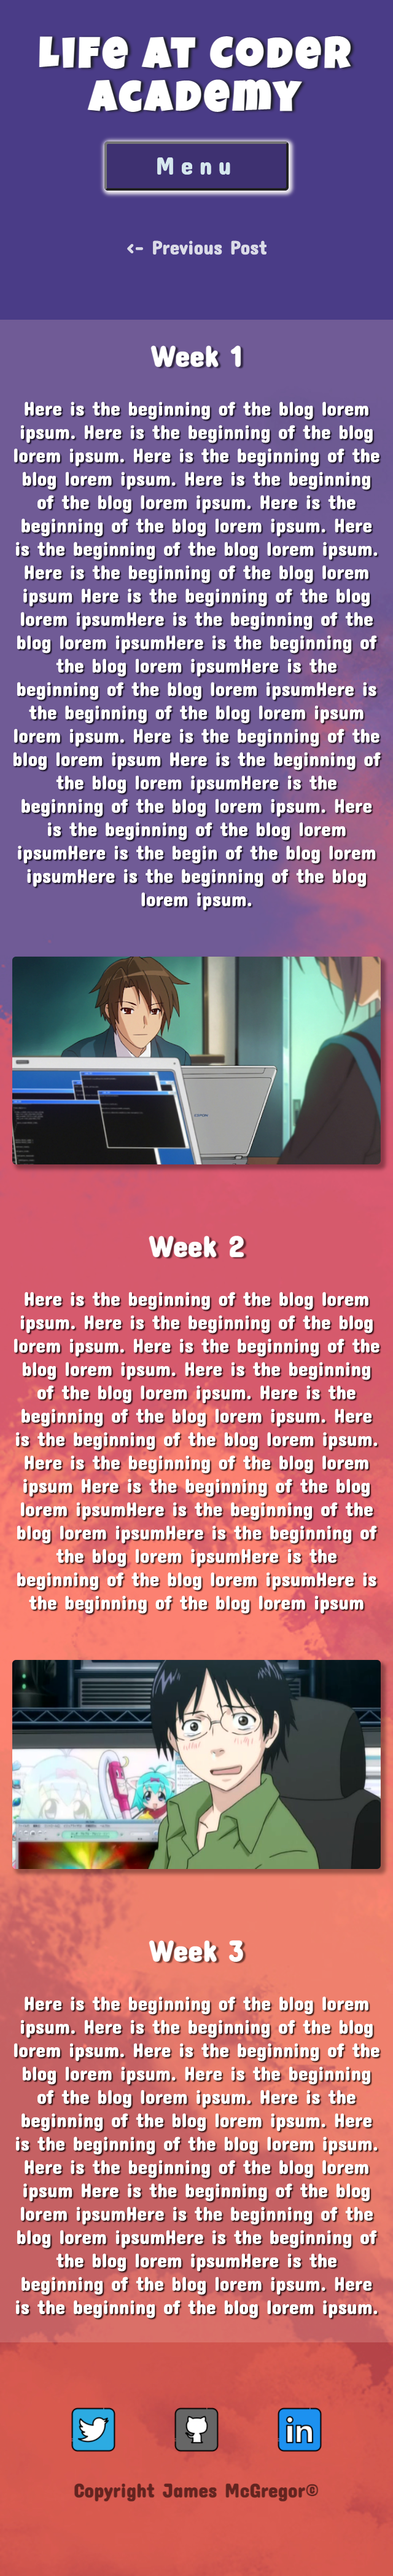 LIFE AT CODER
ACADEMY
Menu
<- Previous Post
Week 1
Here is the beginning of the blog lorem
ipsum. Here is the beginning of the blog
lorem ipsum. Here is the beginning of the
blog lorem ipsum. Here is the beginning
of the blog lorem ipsum. Here is the
beginning of the blog lorem ipsum. Here
is the beginning of the blog lorem ipsum.
Here is the beginning of the blog lorem
ipsum Here is the beginning of the blog
lorem ipsumHere is the beginning of the
blog lorem ipsumHere is the beginning of
the blog lorem ipsumHere is the
beginning of the blog lorem ipsumHere is
the beginning of the blog lorem ipsum
lorem ipsum. Here is the beginning of the
blog lorem ipsum Here is the beginning of
the blog lorem ipsumHere is the
beginning of the blog lorem ipsum. Here
is the beginning of the blog lorem
ipsumHere is the begin of the blog lorem
ipsumHere is the beginning of the blog
lorem ipsum.
Week 2
Here is the beginning of the blog lorem
ipsum. Here is the beginning of the blog
lorem ipsum. Here is the beginning of the
blog lorem ipsum. Here is the beginning
of the blog lorem ipsum. Here is the
beginning of the blog lorem ipsum. Here
is the beginning of the blog lorem ipsum.
Here is the beginning of the blog lorem
ipsum Here is the beginning of the blog
lorem ipsumHere is the beginning of the
blog lorem ipsumHere is the beginning of
the blog lorem ipsumHere is the
beginning of the blog lorem ipsumHere is
the beginning of the blog lorem ipsum
Week 3
Here is the beginning of the blog lorem
ipsum. Here is the beginning of the blog
lorem ipsum. Here is the beginning of the
blog lorem ipsum. Here is the beginning
of the blog lorem ipsum. Here is the
beginning of the blog lorem ipsum. Here
is the beginning of the blog lorem ipsum.
Here is the beginning of the blog lorem
ipsum Here is the beginning of the blog
lorem ipsumHere is the beginning of the
blog lorem ipsumHere is the beginning of
the blog lorem ipsumHere is the
beginning of the blog lorem ipsum. Here
is the beginning of the blog lorem ipsum.
in
Copyright James McGregor©